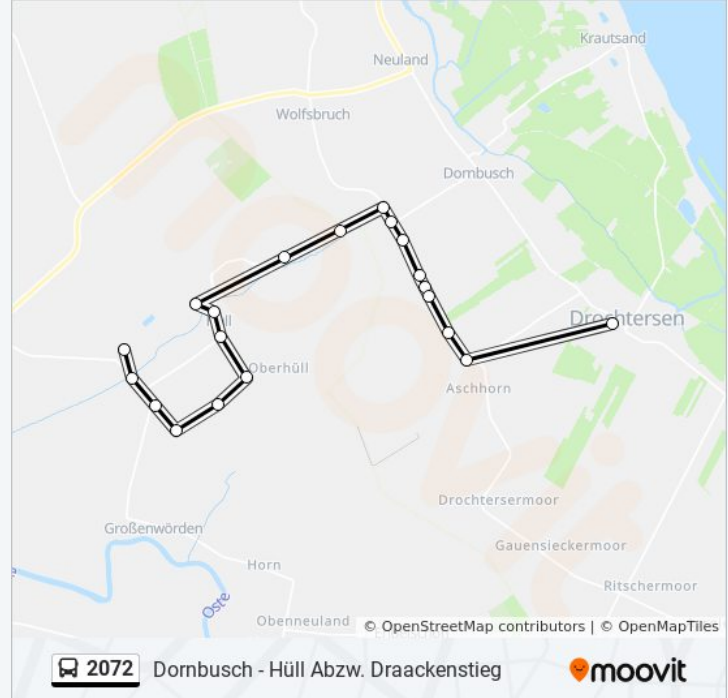 Krautsand
Neuland
Wolfsbruch
Dornbusch
Drochtersen
Oberhüll
Aschhorn
Drochtersermoor
Großenwörden
Gauensieckermoor
Horn
Ritschermoor
Oste
Obenneuland
© OpenStreetMap contributors | © OpenMapTiles
2072 Dornbusch - Hüll Abzw. Draackenstieg moovit